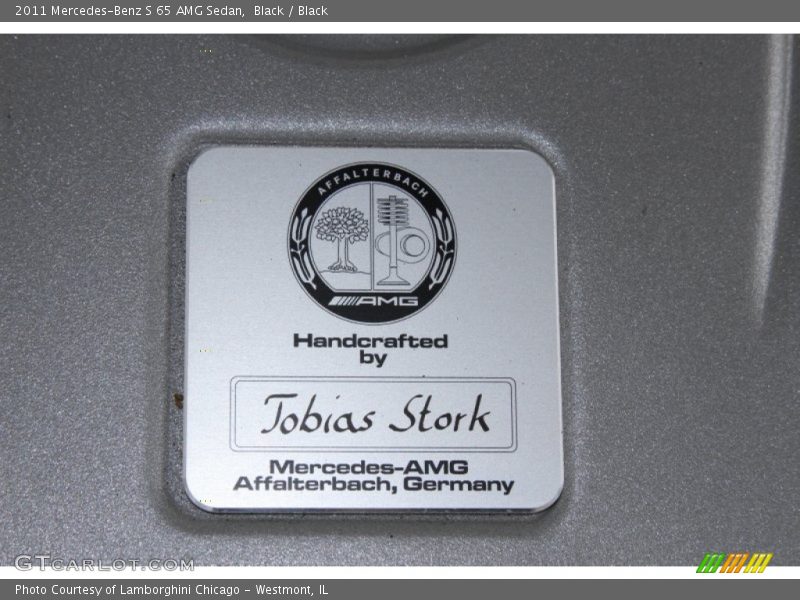 2011 Mercedes-Benz S 65 AMG Sedan, Black / Black
AFFALTERBACH
AMG
Handcrafted
by
Tobias Stork
Mercedes-AMG
Affalterbach, Germany
GTCARLOT.COM
Photo Courtesy of Lamborghini Chicago - Westmont, IL